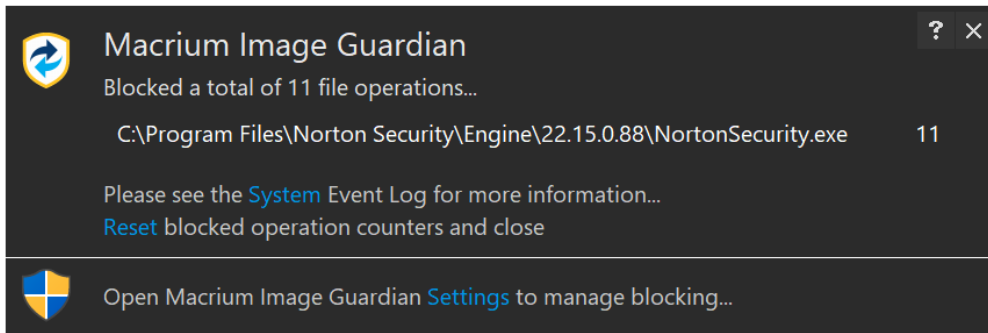 Macrium Image Guardian
Blocked a total of 11 file operations...
C:\Program Files\Norton Security\Engine\22.15.0.88\NortonSecurity.exe 11
Please see the System Event Log for more information...
Reset blocked operation counters and close
Open Macrium Image Guardian Settings to manage blocking...